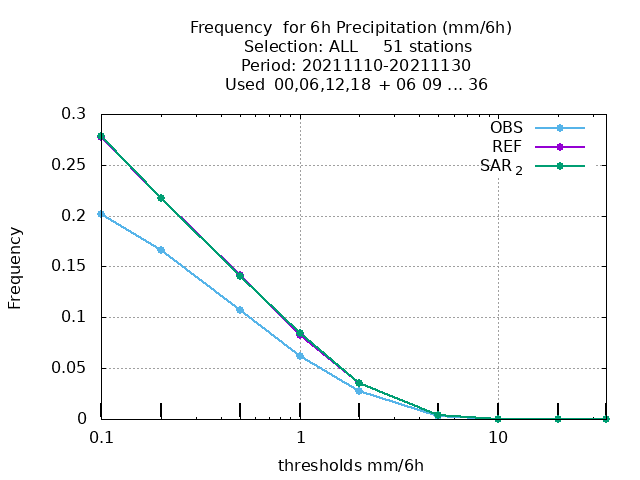 Frequency  for 6h Precipitation (mm/6h)
Selection: ALL     51 stations
Period: 20211110-20211130
Used  00,06,12,18  + 06 09 ... 36
OBS
REF
SAR 2
0.3
0.25
0.2
0.15
0.1
0.05
0
Frequency
0.1
1
10
thresholds mm/6h